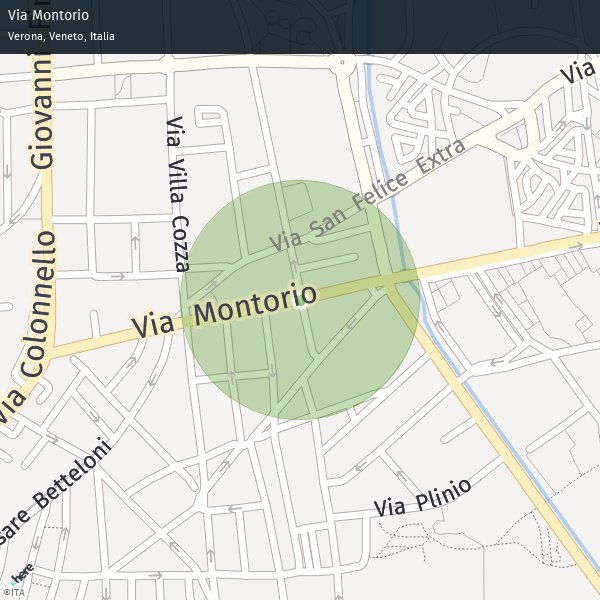 Via Montorio
Verona, Veneto, Italia
Via
Giovanni
Via San Felice Extra
Via Villa Cozza
Via Colonnello
Via Montorio
Via Plinio
sare Betteloni
here
©ITA